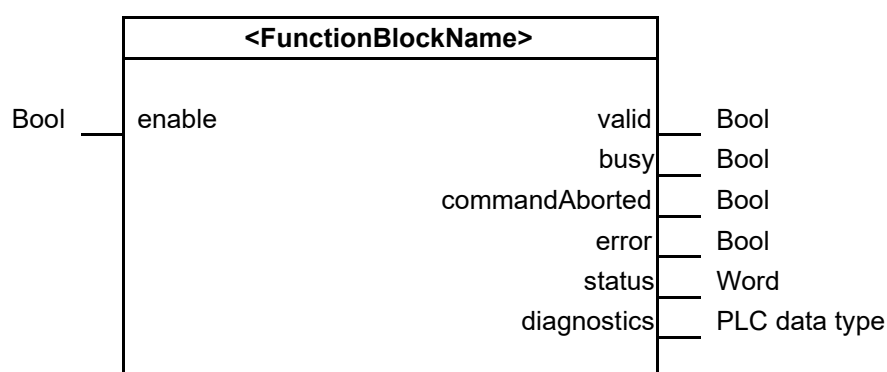 <FunctionBlockName>
Bool enable valid Bool
busy Bool
commandAborted Bool
error Bool
status Word
diagnostics PLC data type